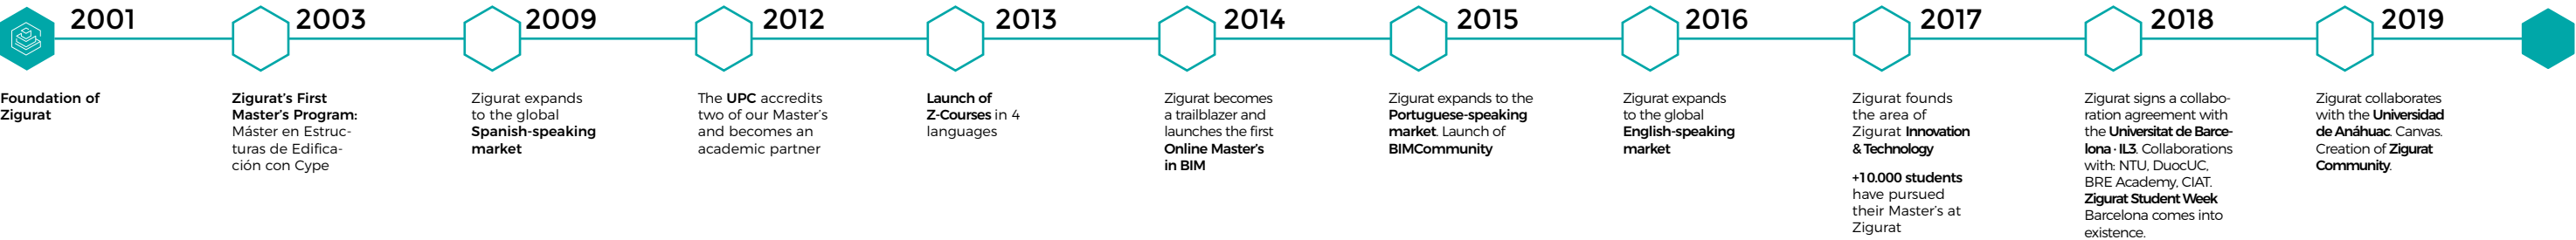 2001
Foundation of
Zigurat
2003
Zigurat's First
Master's Program:
Máster en Estruc-
turas de Edifica-
ción con Cype
2009
Zigurat expands
to the global
Spanish-speaking
market
2012
The UPC accredits
two of our Master's
and becomes an
academic partner
2013
Launch of
Z-Courses in 4
languages
2014
Zigurat becomes
a trailblazer and
launches the first
Online Master's
in BIM
2015
Zigurat expands to the
Portuguese-speaking
market. Launch of
BIMCommunity
2016
Zigurat expands
to the global
English-speaking
market
2017
Zigurat founds
the area of
Zigurat Innovation
& Technology
+10.000 students
have pursued
their Master's at
Zigurat
2018
Zigurat signs a collabo-
ration agreement with
the Universitat de Barce-
lona · IL3. Collaborations
with: NTU, DuocUC,
BRE Academy, CIAT.
Zigurat Student Week
Barcelona comes into
existence.
2019
Zigurat collaborates
with the Universidad
de Anáhuac. Canvas.
Creation of Zigurat
Community.